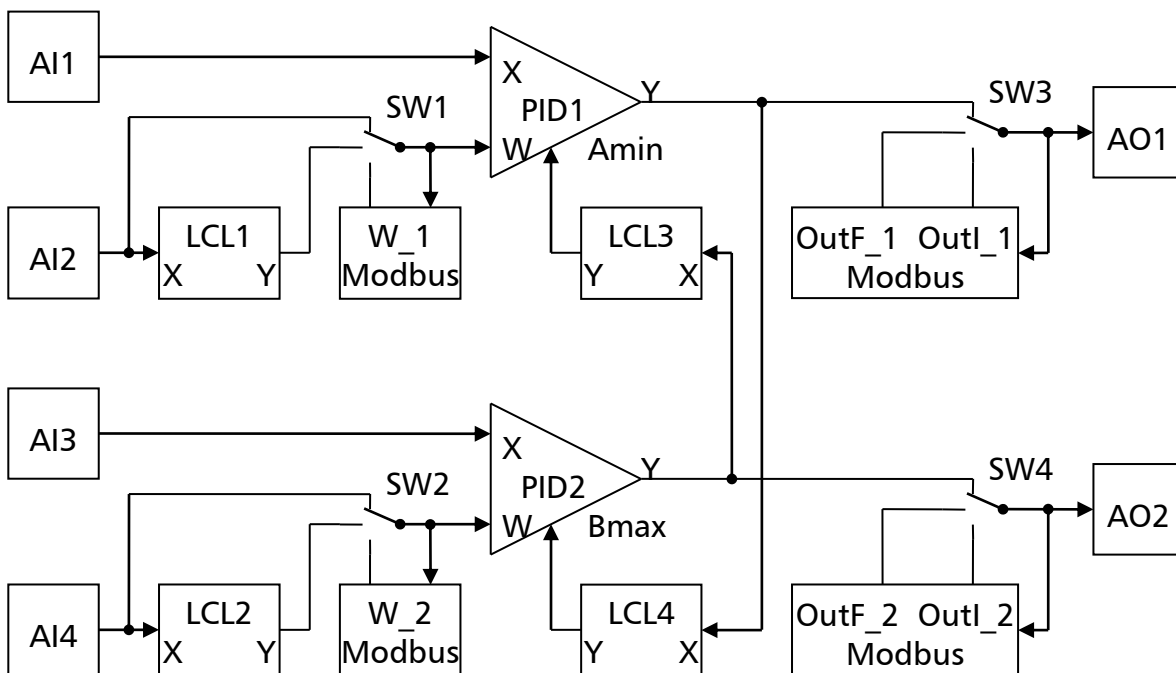 AI1
X
PID1
Y
W
Amin
SW1
SW3
AO1
AI2
LCL1
X Y
W_1
Modbus
LCL3
Y X
OutF_1 OutI_1
Modbus
AI3
X
PID2
Y
W
Bmax
SW2
SW4
AO2
AI4
LCL2
X Y
W_2
Modbus
LCL4
Y X
OutF_2 OutI_2
Modbus